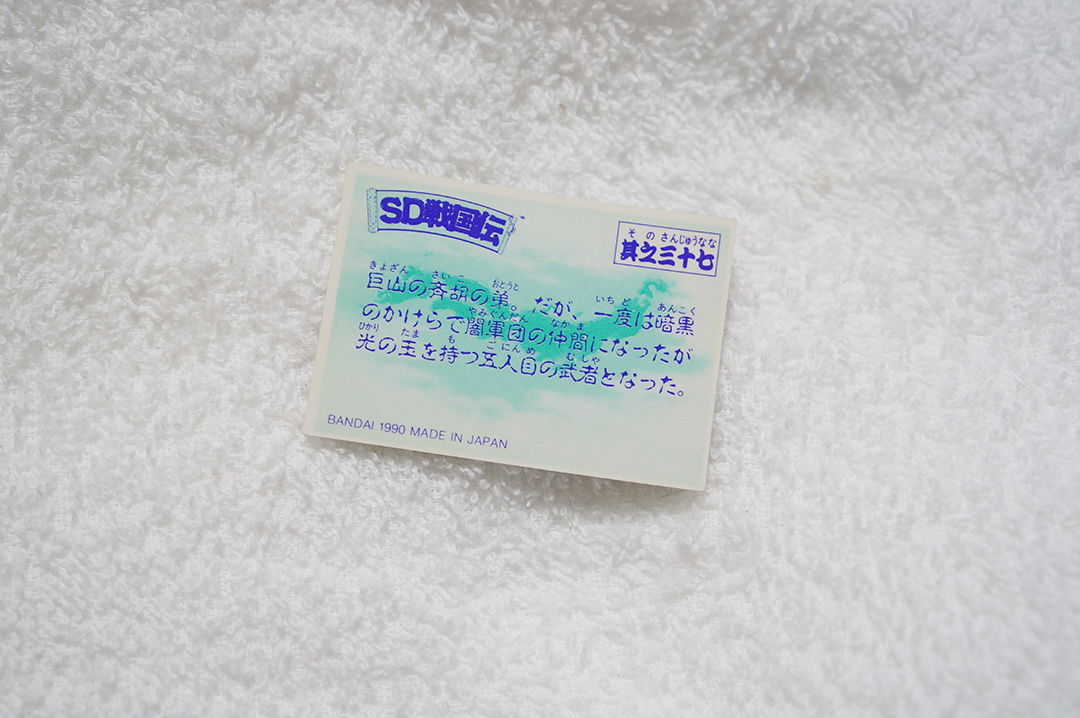 SD戦国伝
そのさんじゅうなな
其之三十七
きょざん さいこ おとうと いちど あんこく
巨山の斉胡の弟。だが、一度は暗黒
やみぐんだん なかま
のかけらで闇軍団の仲間になったが
ひかり たま も ごにんめ むしゃ
光の玉を持つ五人目の武者となった。
BANDAI 1990 MADE IN JAPAN